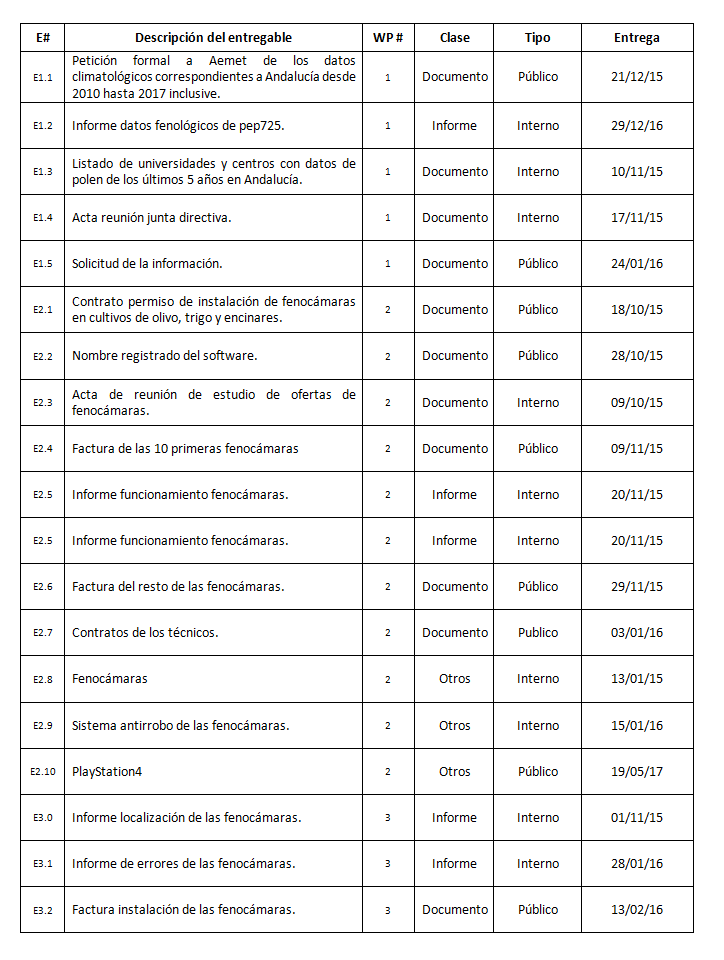 E# Descripción del entregable WP # Clase Tipo Entrega
Petición formal a Aemet de los datos
E1.1 climatológicos correspondientes a Andalucía desde 1 Documento Público 21/12/15
2010 hasta 2017 inclusive.
E1.2 Informe datos fenológicos de pep725. 1 Informe Interno 29/12/16
Listado de universidades y centros con datos de
E1.3 polen de los últimos 5 años en Andalucía. 1 Documento Interno 10/11/15
E1.4 Acta reunión junta directiva. 1 Documento Interno 17/11/15
E1.5 Solicitud de la información. 1 Documento Público 24/01/16
Contrato permiso de instalación de fenocámaras
E2.1 en cultivos de olivo, trigo y encinares. 2 Documento Público 18/10/15
E2.2 Nombre registrado del software. 2 Documento Público 28/10/15
Acta de reunión de estudio de ofertas de
E2.3 fenocámaras. 2 Documento Interno 09/10/15
E2.4 Factura de las 10 primeras fenocámaras 2 Documento Público 09/11/15
E2.5 Informe funcionamiento fenocámaras. 2 Informe Interno 20/11/15
E2.5 Informe funcionamiento fenocámaras. 2 Informe Interno 20/11/15
E2.6 Factura del resto de las fenocámaras. 2 Documento Público 29/11/15
E2.7 Contratos de los técnicos. 2 Documento Publico 03/01/16
E2.8 Fenocámaras 2 Otros Interno 13/01/15
E2.9 Sistema antirrobo de las fenocámaras. 2 Otros Interno 15/01/16
E2.10 PlayStation4 2 Otros Público 19/05/17
E3.0 Informe localización de las fenocámaras. 3 Informe Interno 01/11/15
E3.1 Informe de errores de las fenocámaras. 3 Informe Interno 28/01/16
E3.2 Factura instalación de las fenocámaras. 3 Documento Público 13/02/16